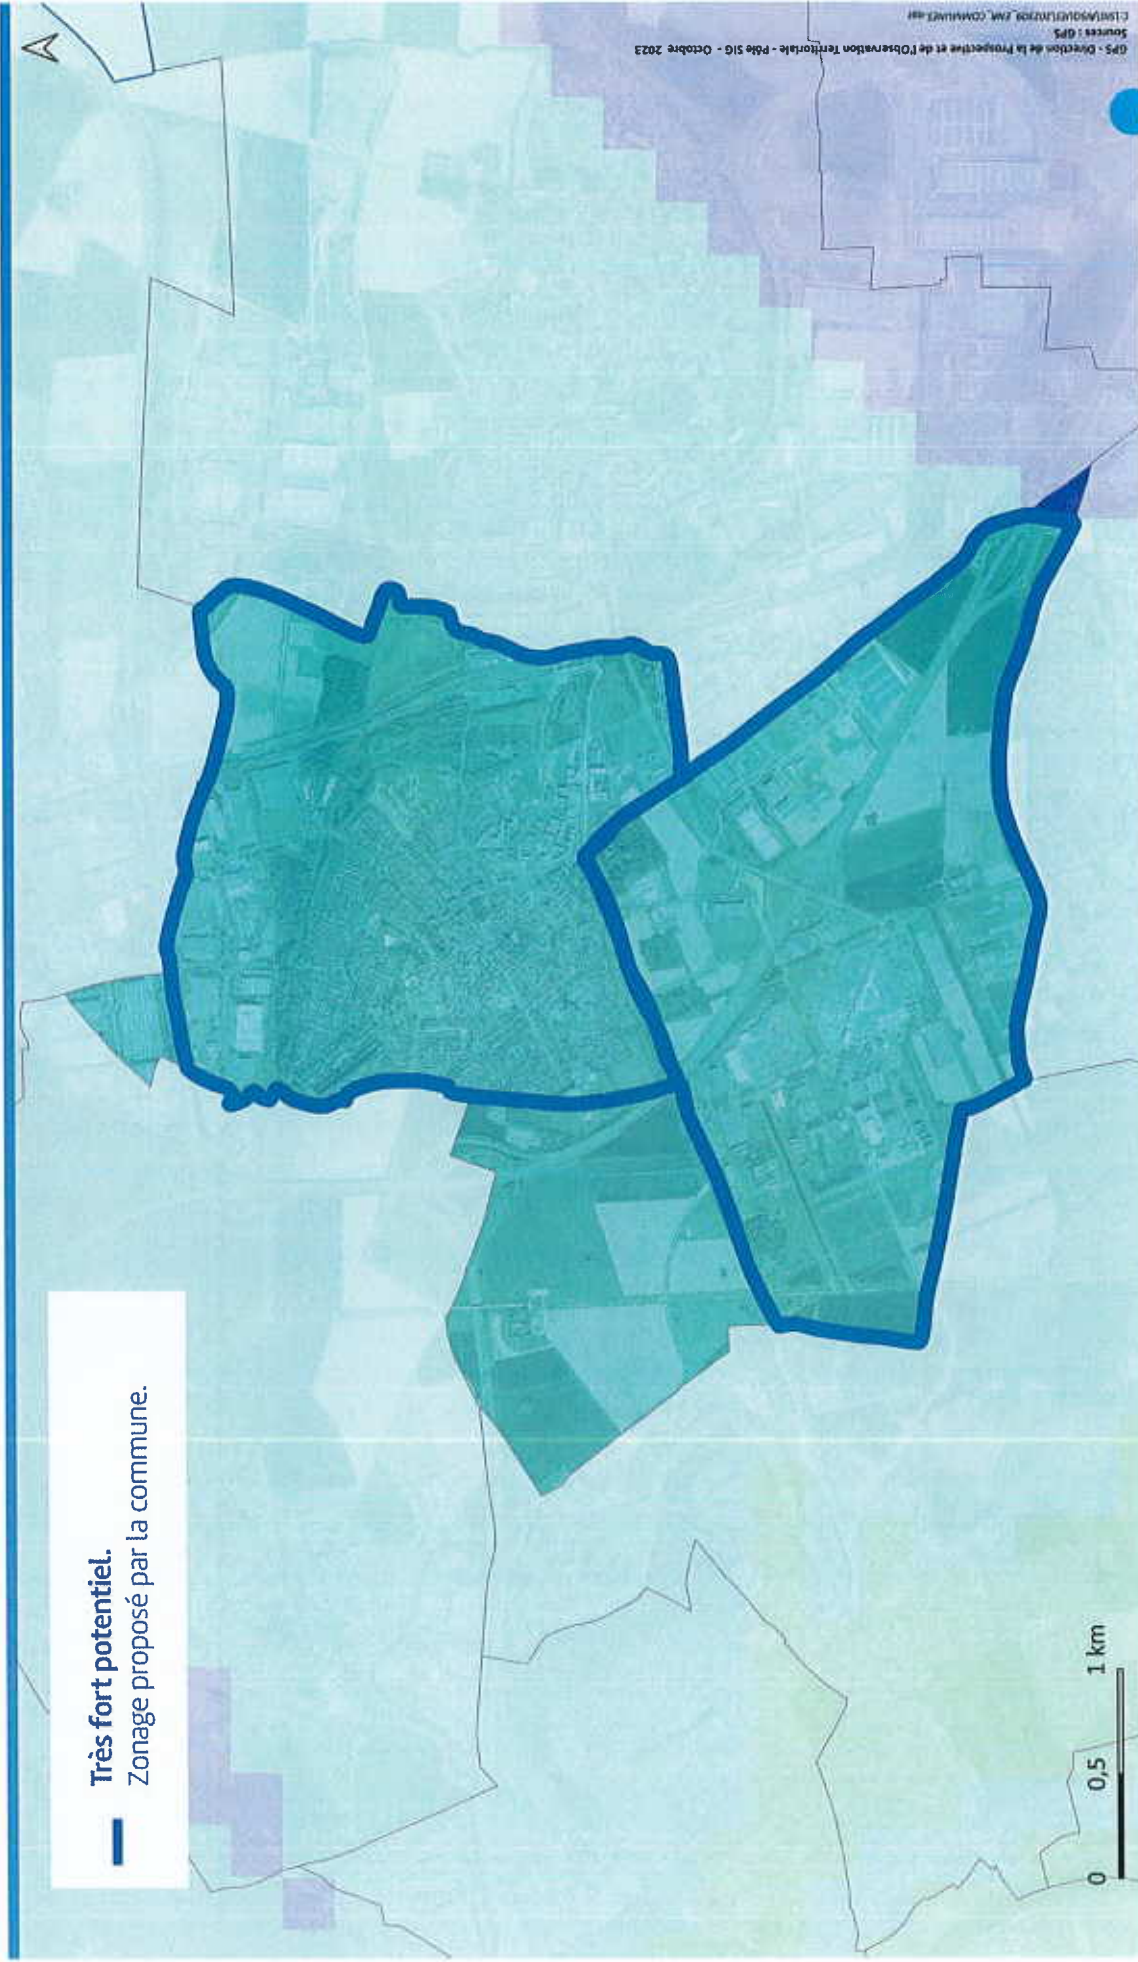 Très fort potentiel.
Zonage proposé par la commune.
0 0,5 1 km
GPS - Direction de la Prospective et de l'Observation Territoriale - Pôle SIG - Octobre 2023
Sources : GPS